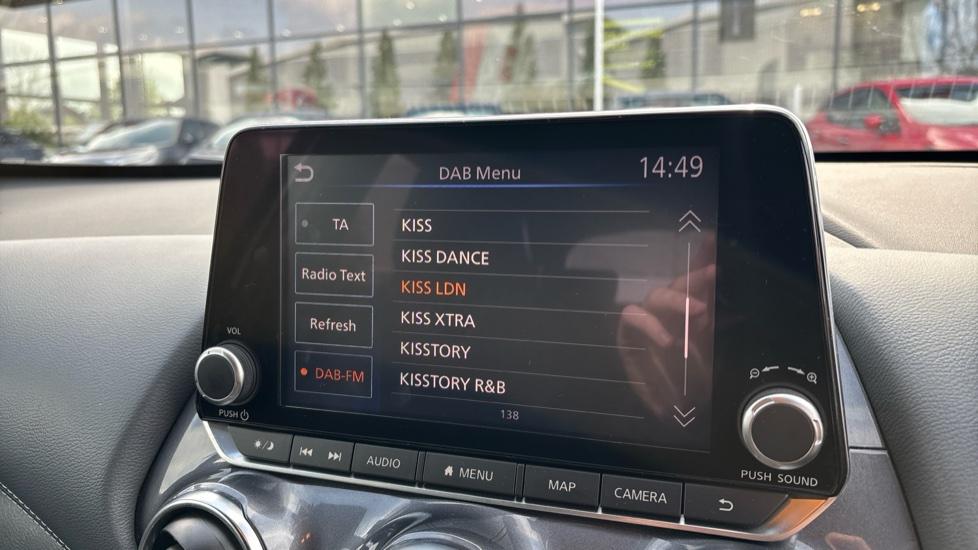 DAB Menu
14:49
TA
Radio Text
Refresh
DAB-FM
KISS
KISS DANCE
KISS LDN
KISS XTRA
KISSTORY
KISSTORY R&B
138
VOL
PUSH
PUSH SOUND
AUDIO
MENU
MAP
CAMERA